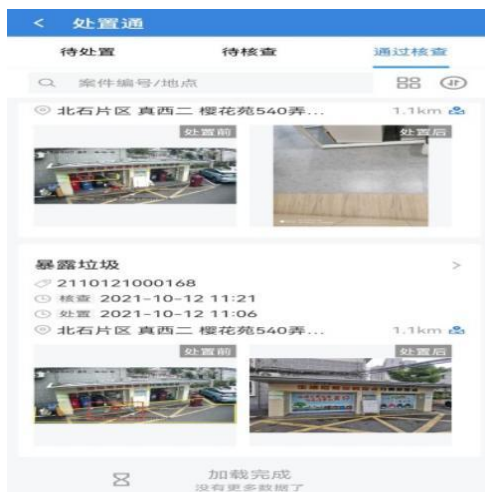 < 处置通
待处置 待核查 通过核查
案件编号/地点
北石片区 真西二 樱花苑540弄... 1.1km
处置前 处置后
暴露垃圾 >
2110121000168
核查 2021-10-12 11:21
处置 2021-10-12 11:06
北石片区 真西二 樱花苑540弄... 1.1km
处置前 处置后
加载完成
没有更多数据了